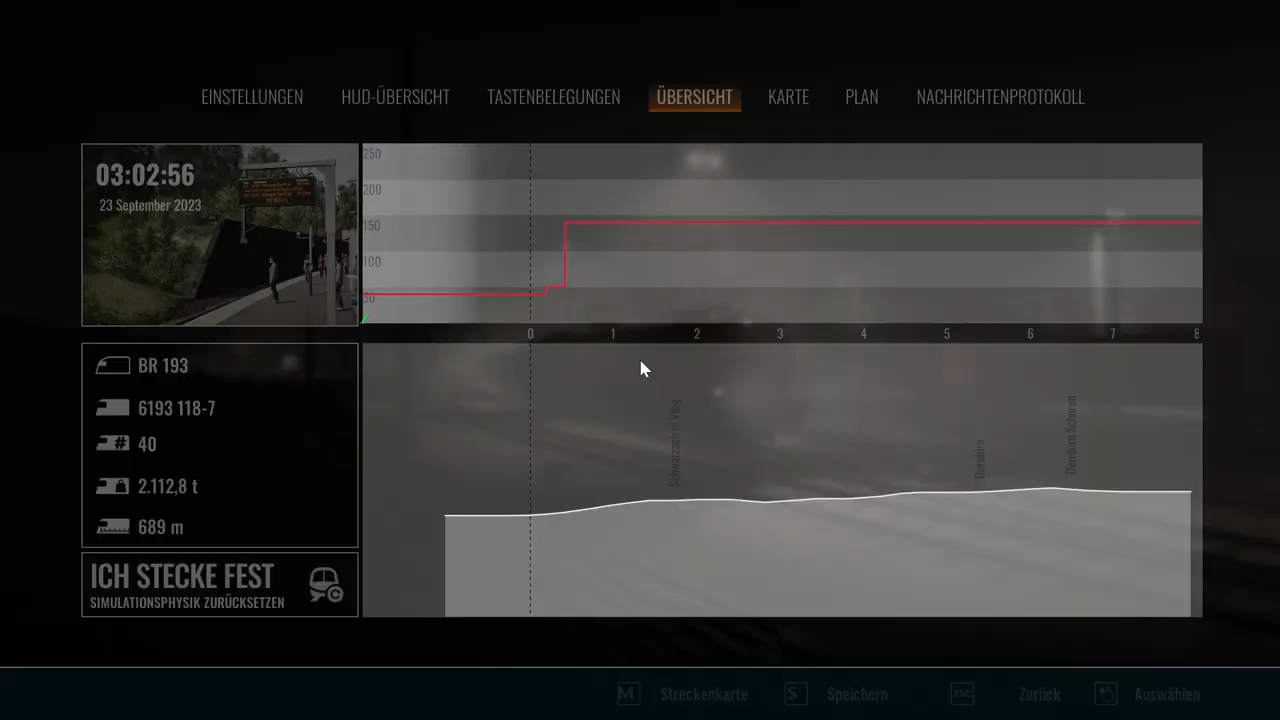 EINSTELLUNGEN
HUD-ÜBERSICHT
TASTENBELEGUNGEN
ÜBERSICHT
KARTE
PLAN
NACHRICHTENPROTOKOLL
03:02:56
23 September 2023
250
200
150
100
50
0 1 2 3 4 5 6 7 8
BR 193
6193 118-7
# 40
2.112,8 t
689 m
Schwarzach in Vlbg
Dornbirn
Dornbirn Schoren
ICH STECKE FEST
SIMULATIONSPHYSIK ZURÜCKSETZEN
M Streckenkarte
S Speichern
ESC Zurück
Auswählen